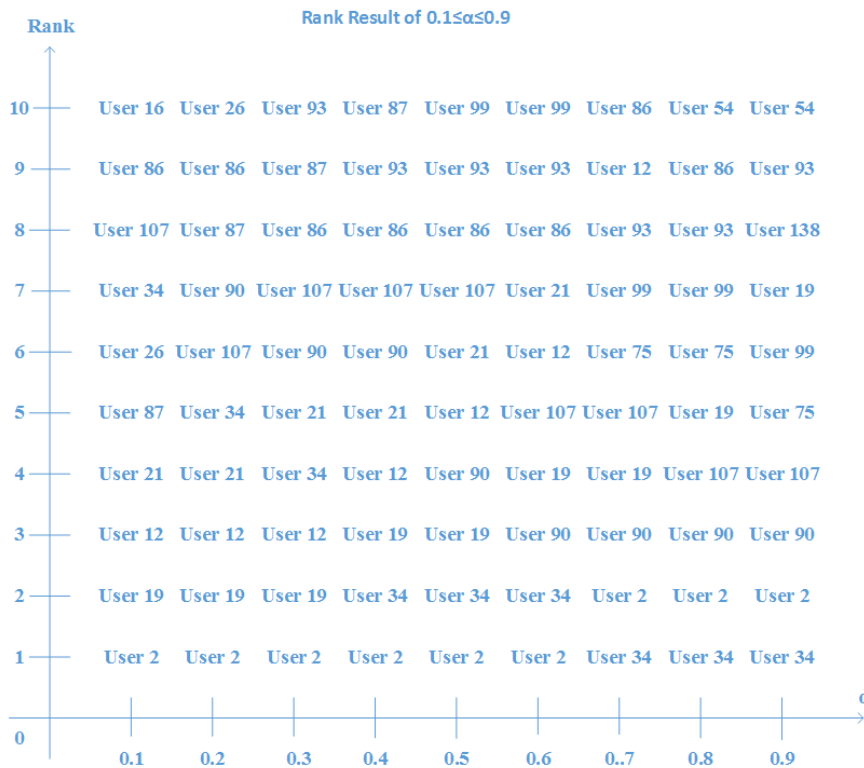 Rank Result of 0.1≤α≤0.9
Rank
10 User 16 User 26 User 93 User 87 User 99 User 99 User 86 User 54 User 54
9 User 86 User 86 User 87 User 93 User 93 User 93 User 12 User 86 User 93
8 User 107 User 87 User 86 User 86 User 86 User 86 User 93 User 93 User 138
7 User 34 User 90 User 107 User 107 User 107 User 21 User 99 User 99 User 19
6 User 26 User 107 User 90 User 90 User 21 User 12 User 75 User 75 User 99
5 User 87 User 34 User 21 User 21 User 12 User 107 User 107 User 19 User 75
4 User 21 User 21 User 34 User 12 User 90 User 19 User 19 User 107 User 107
3 User 12 User 12 User 12 User 19 User 19 User 90 User 90 User 90 User 90
2 User 19 User 19 User 19 User 34 User 34 User 34 User 2 User 2 User 2
1 User 2 User 2 User 2 User 2 User 2 User 2 User 34 User 34 User 34
0
0.1 0.2 0.3 0.4 0.5 0.6 0..7 0.8 0.9